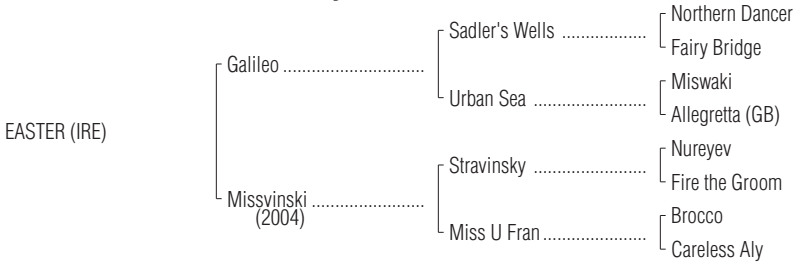 Northern Dancer
Sadler's Wells ..................
Fairy Bridge
Galileo ..............................
Miswaki
Urban Sea ........................
Allegretta (GB)
EASTER (IRE)
Nureyev
Stravinsky ........................
Fire the Groom
Missvinski ........................
(2004)
Brocco
Miss U Fran......................
Careless Aly